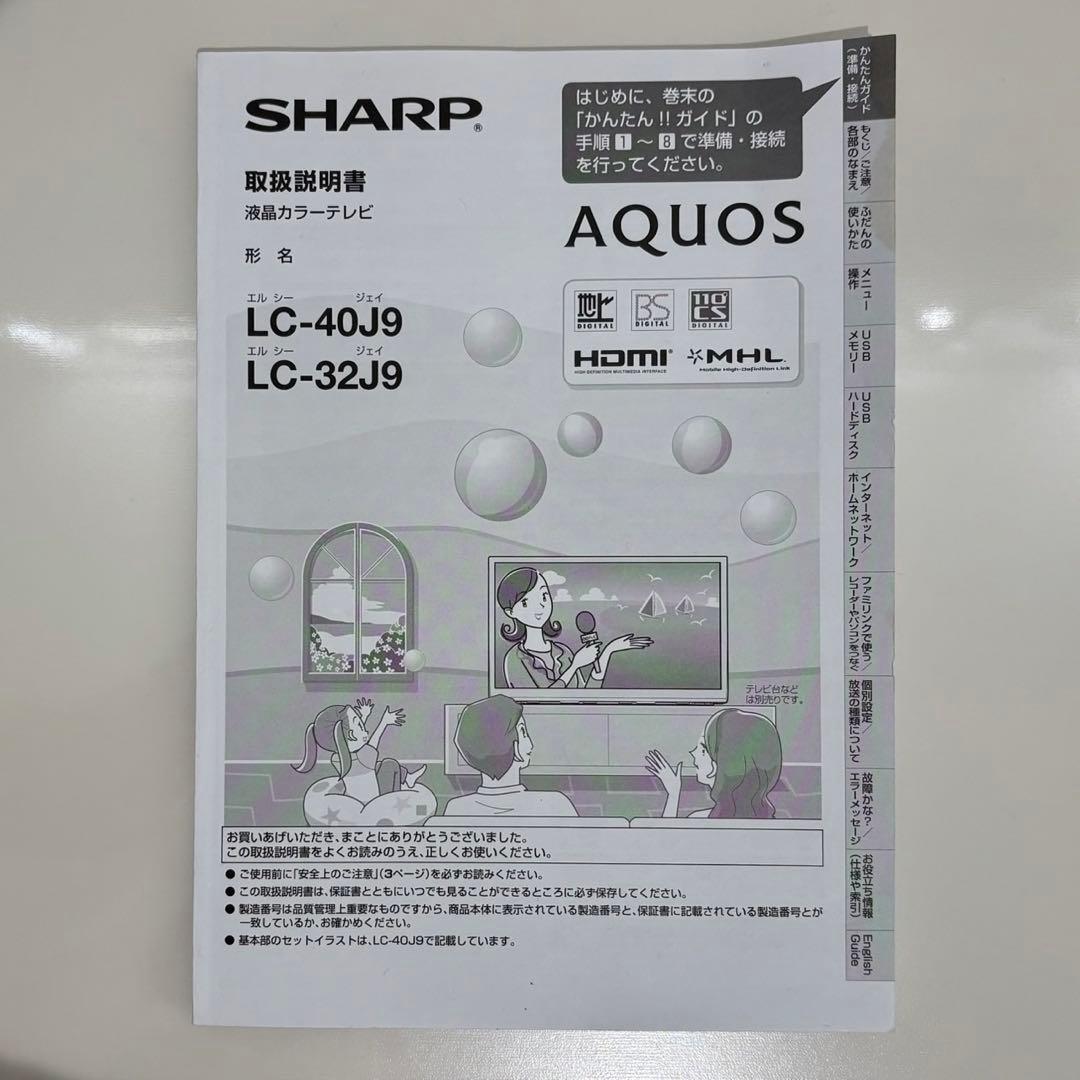 SHARP®
取扱説明書
液晶カラーテレビ
形 名
エル シー ジェイ
LC-40J9
エル シー ジェイ
LC-32J9
はじめに、巻末の
「かんたん!!ガイド」の
手順1～8で準備・接続
を行ってください。
AQUOS
地上 DIGITAL
BS DIGITAL
110°CS DIGITAL
HDMI®
HIGH-DEFINITION MULTIMEDIA INTERFACE
MHL
Mobile High-Definition Link
テレビ台など
は別売りです。
お買いあげいただき、まことにありがとうございました。
この取扱説明書をよくお読みのうえ、正しくお使いください。
● ご使用前に「安全上のご注意」(3ページ)を必ずお読みください。
● この取扱説明書は、保証書とともにいつでも見ることができるところに必ず保存してください。
● 製造番号は品質管理上重要なものですから、商品本体に表示されている製造番号と、保証書に記載されている製造番号とが
一致しているか、お確かめください。
● 基本部のセットイラストは、LC-40J9で記載しています。
かんたんガイド
(準備・接続)
もくじ/ご注意/
各部のなまえ
ふだんの
使いかた
メニュー
操作
USB
メモリー
USB
ハードディスク
インターネット/
ホームネットワーク
ファミリンクで使う/
レコーダーやパソコンをつなぐ
個別設定/
放送の種類について
故障かな?/
エラーメッセージ
お役立ち情報
(仕様や索引)
English
Guide